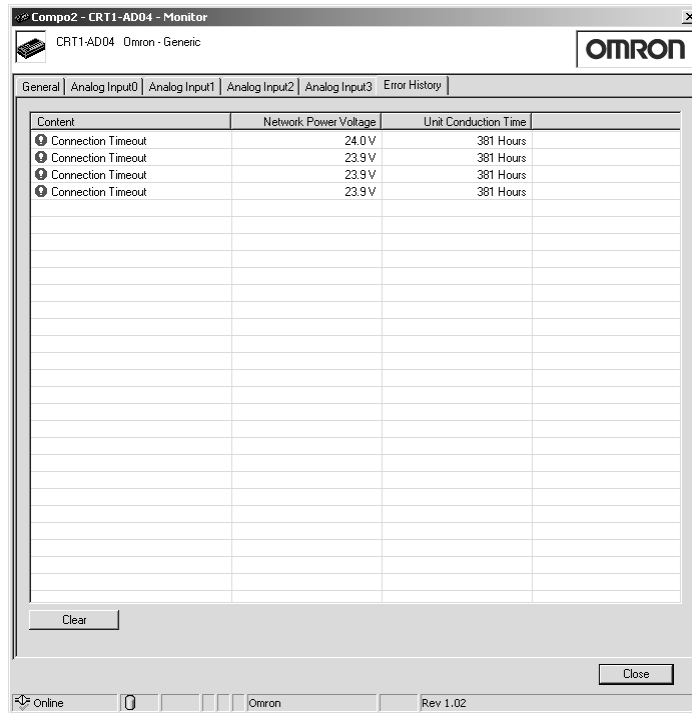 Compo2 - CRT1-AD04 - Monitor
CRT1-AD04 Omron - Generic
OMRON
General Analog Input0 Analog Input1 Analog Input2 Analog Input3 Error History
Content Network Power Voltage Unit Conduction Time
Connection Timeout 24.0 V 381 Hours
Connection Timeout 23.9 V 381 Hours
Connection Timeout 23.9 V 381 Hours
Connection Timeout 23.9 V 381 Hours
Clear
Close
Online Omron Rev 1.02